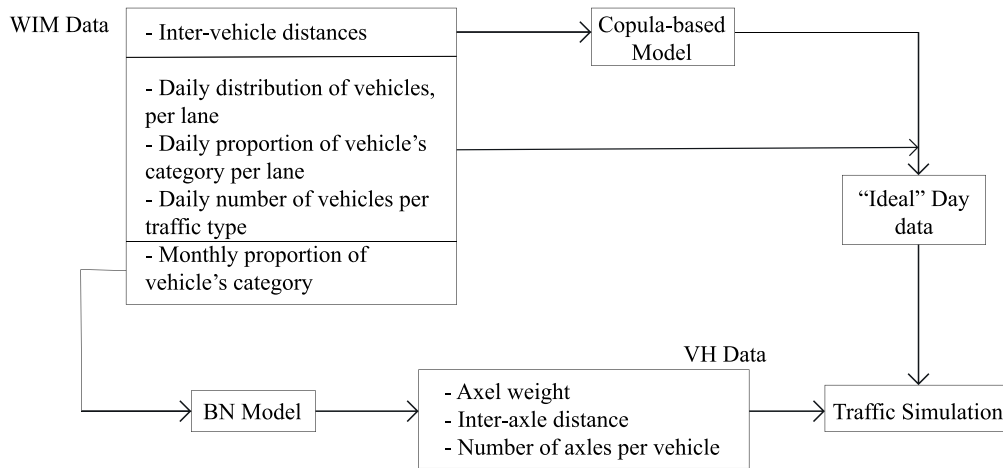 WIM Data
- Inter-vehicle distances
- Daily distribution of vehicles,
per lane
- Daily proportion of vehicle's
category per lane
- Daily number of vehicles per
traffic type
- Monthly proportion of
vehicle's category
Copula-based
Model
“Ideal” Day
data
BN Model
VH Data
- Axel weight
- Inter-axle distance
- Number of axles per vehicle
Traffic Simulation